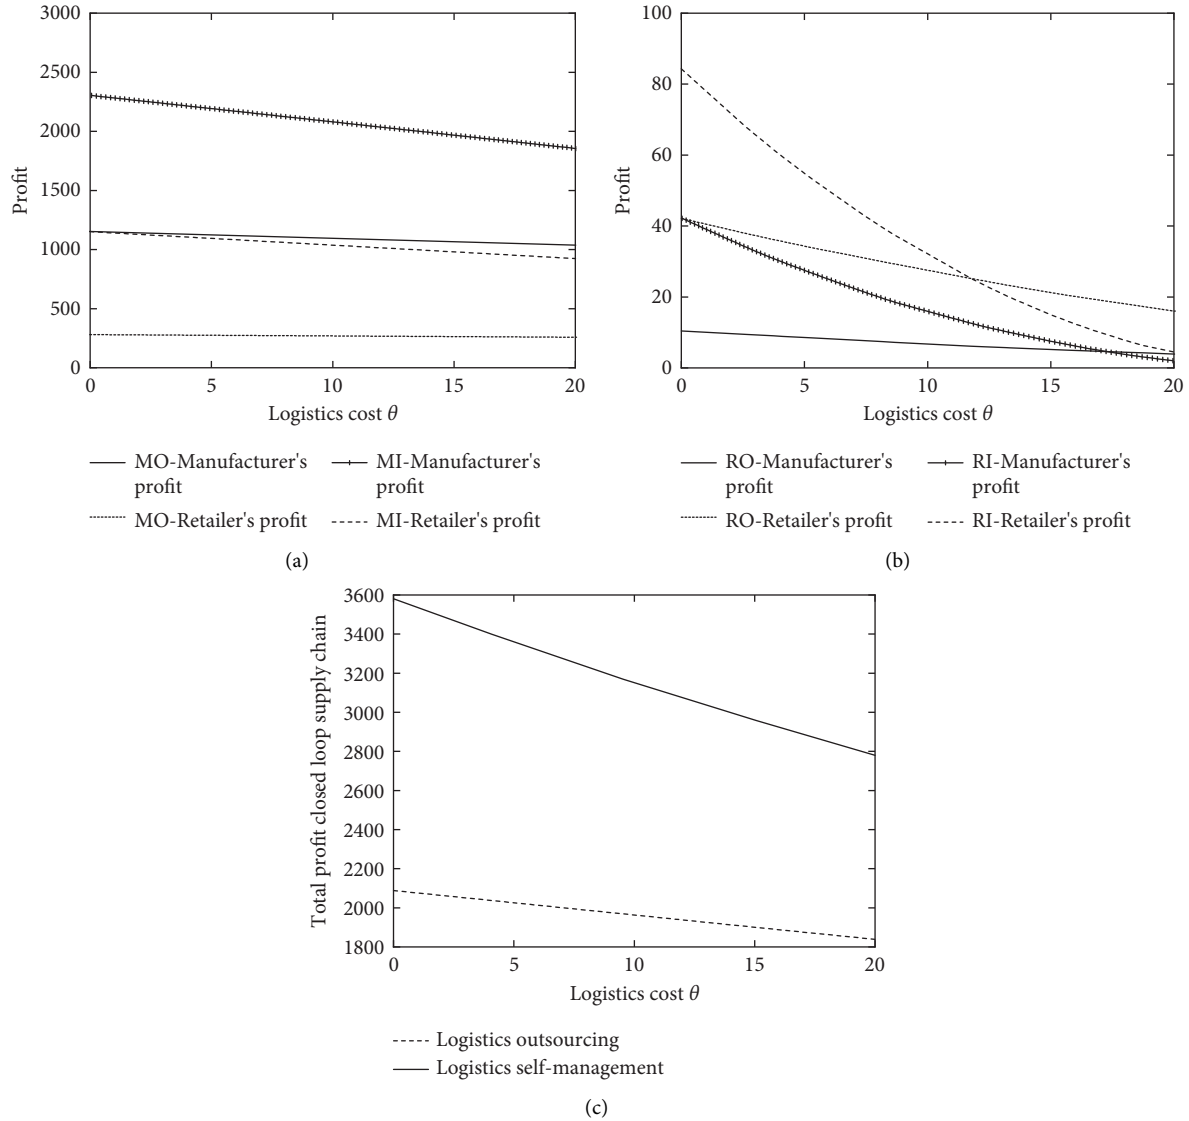 3000
2500
2000
1500
1000
500
0
Profit
0 5 10 15 20
Logistics cost θ
MO-Manufacturer's profit
MI-Manufacturer's profit
MO-Retailer's profit
MI-Retailer's profit
(a)
100
80
60
40
20
0
Profit
0 5 10 15 20
Logistics cost θ
RO-Manufacturer's profit
RI-Manufacturer's profit
RO-Retailer's profit
RI-Retailer's profit
(b)
3600
3400
3200
3000
2800
2600
2400
2200
2000
1800
Total profit closed loop supply chain
0 5 10 15 20
Logistics cost θ
Logistics outsourcing
Logistics self-management
(c)